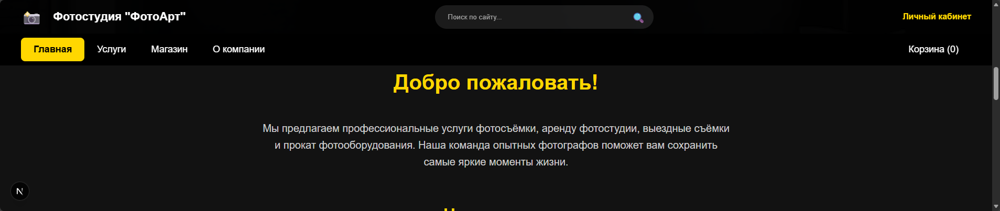 Фотостудия "ФотоАрт"
Поиск по сайту...
Личный кабинет
Главная
Услуги
Магазин
О компании
Корзина (0)
Добро пожаловать!
Мы предлагаем профессиональные услуги фотосъёмки, аренду фотостудии, выездные съёмки
и прокат фотооборудования. Наша команда опытных фотографов поможет вам сохранить
самые яркие моменты жизни.
N